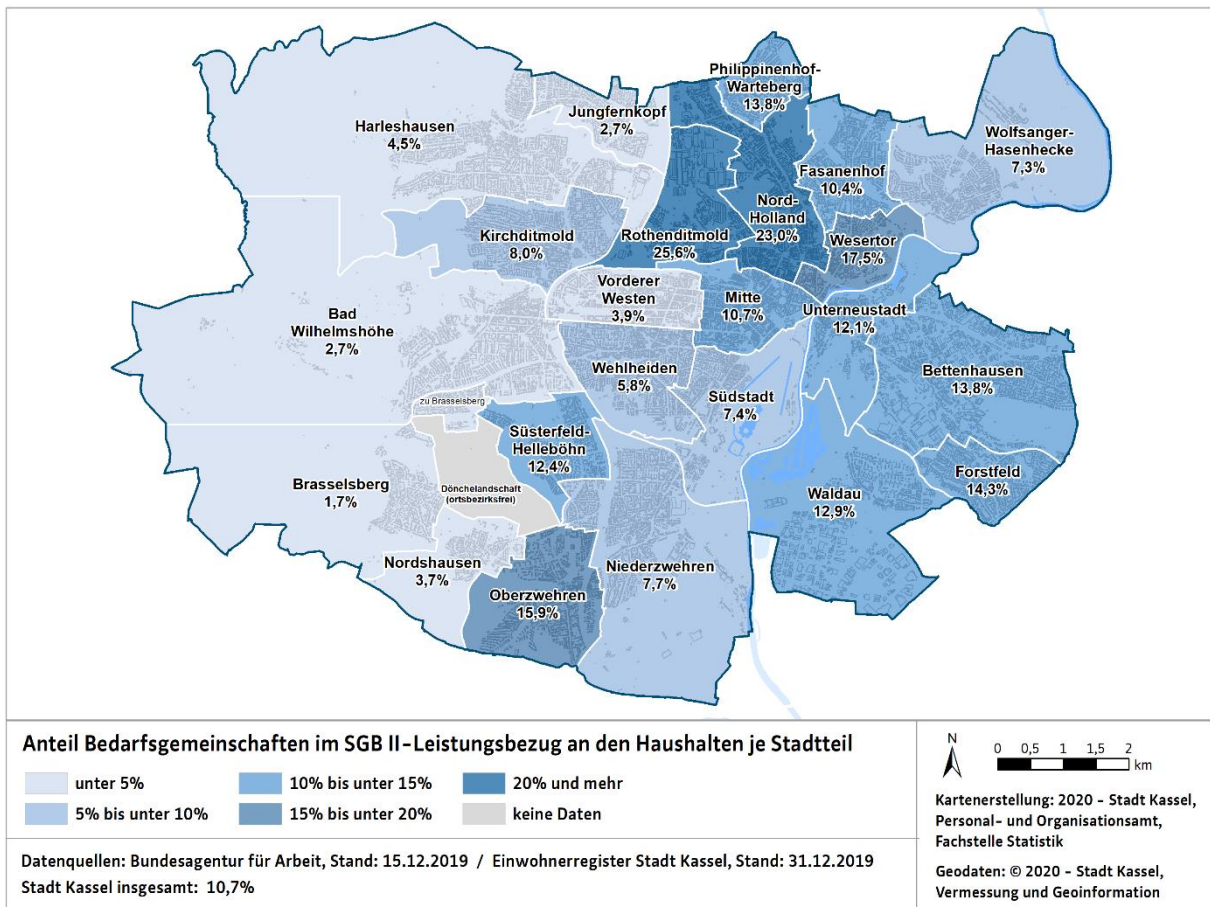 Philippinenhof-
Warteberg
13,8%
Jungfernkopf
2,7%
Harleshausen
4,5%
Wolfsanger-
Hasenhecke
7,3%
Fasanenhof
10,4%
Nord-
Holland
23,0%
Kirchditmold
8,0%
Rothenditmold
25,6%
Wesertor
17,5%
Vorderer
Westen
3,9%
Mitte
10,7%
Unterneustadt
12,1%
Bad
Wilhelmshöhe
2,7%
Wehlheiden
5,8%
Bettenhausen
13,8%
Südstadt
7,4%
zu Brasselsberg
Süsterfeld-
Helleböhn
12,4%
Forstfeld
14,3%
Brasselsberg
1,7%
Dönchelandschaft
(ortsbezirksfrei)
Waldau
12,9%
Nordshausen
3,7%
Niederzwehren
7,7%
Oberzwehren
15,9%
Anteil Bedarfsgemeinschaften im SGB II-Leistungsbezug an den Haushalten je Stadtteil
unter 5%
10% bis unter 15%
20% und mehr
5% bis unter 10%
15% bis unter 20%
keine Daten
Datenquellen: Bundesagentur für Arbeit, Stand: 15.12.2019 / Einwohnerregister Stadt Kassel, Stand: 31.12.2019
Stadt Kassel insgesamt: 10,7%
N
0 0,5 1 1,5 2
km
Kartenerstellung: 2020 - Stadt Kassel,
Personal- und Organisationsamt,
Fachstelle Statistik
Geodaten: © 2020 - Stadt Kassel,
Vermessung und Geoinformation